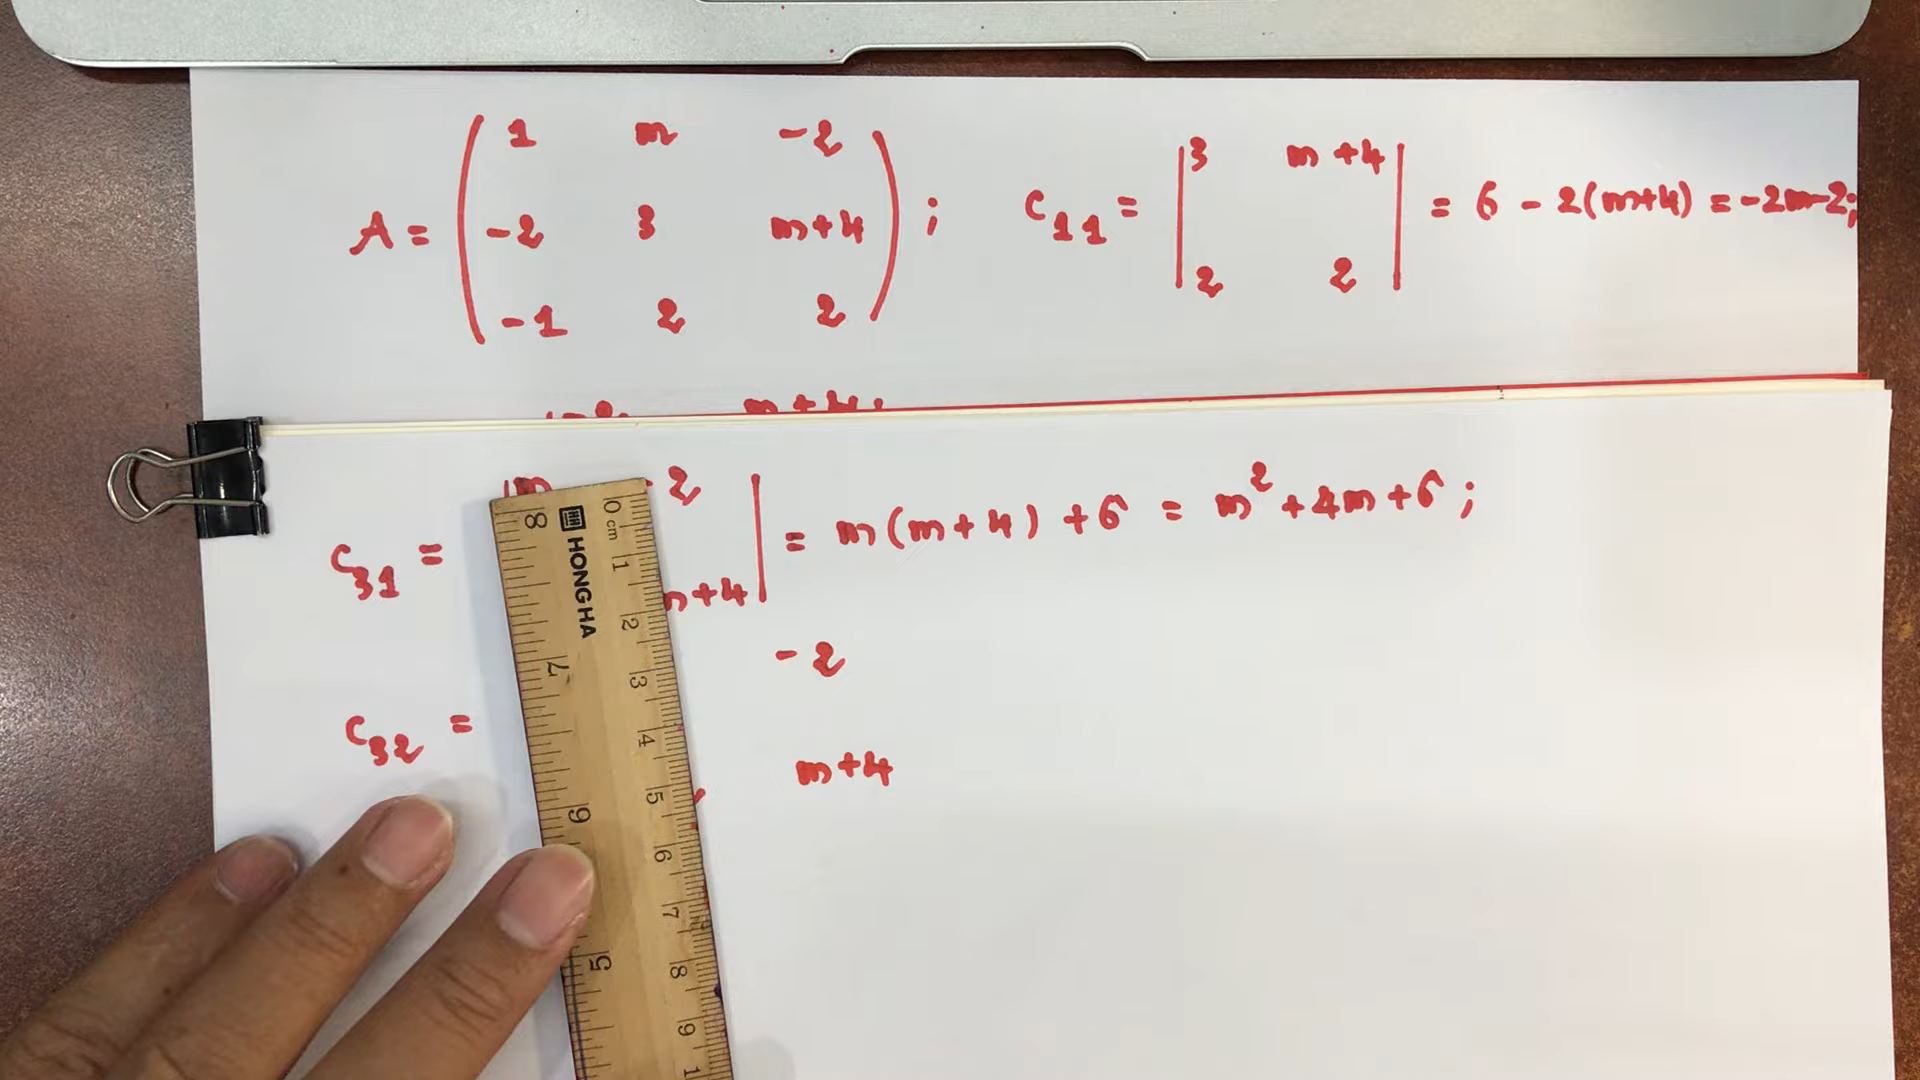 1 m -2
A = -2 3 m+4 ; C11 = | 3 m+4 | = 6 - 2(m+4) = -2m-2;
-1 2 2 | 2 2 |
C31 = -2 | = m(m+4) + 6 = m² + 4m + 6 ;
m+4
-2
C32 =
m+4
HONG HA
0 cm 1 2 3 4 5 6 7 8 9 1
8 7 6 5